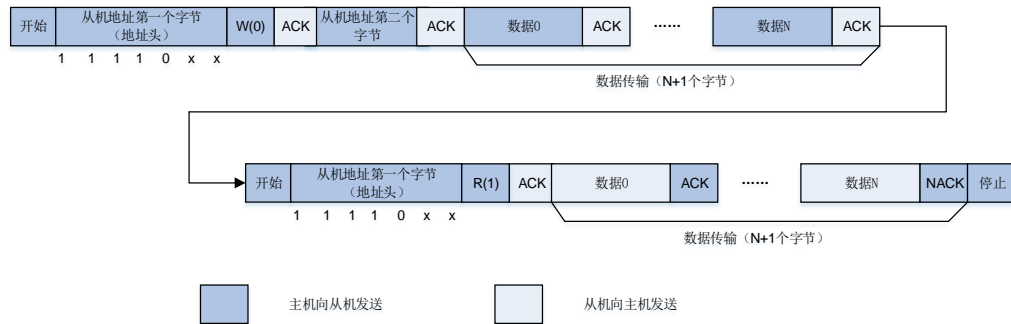 开始 从机地址第一个字节（地址头） W(0) ACK 从机地址第二个字节 ACK 数据0 ACK ...... 数据N ACK
1 1 1 1 0 x x
数据传输（N+1个字节）
开始 从机地址第一个字节（地址头） R(1) ACK 数据0 ACK ...... 数据N NACK 停止
1 1 1 1 0 x x
数据传输（N+1个字节）
主机向从机发送 从机向主机发送